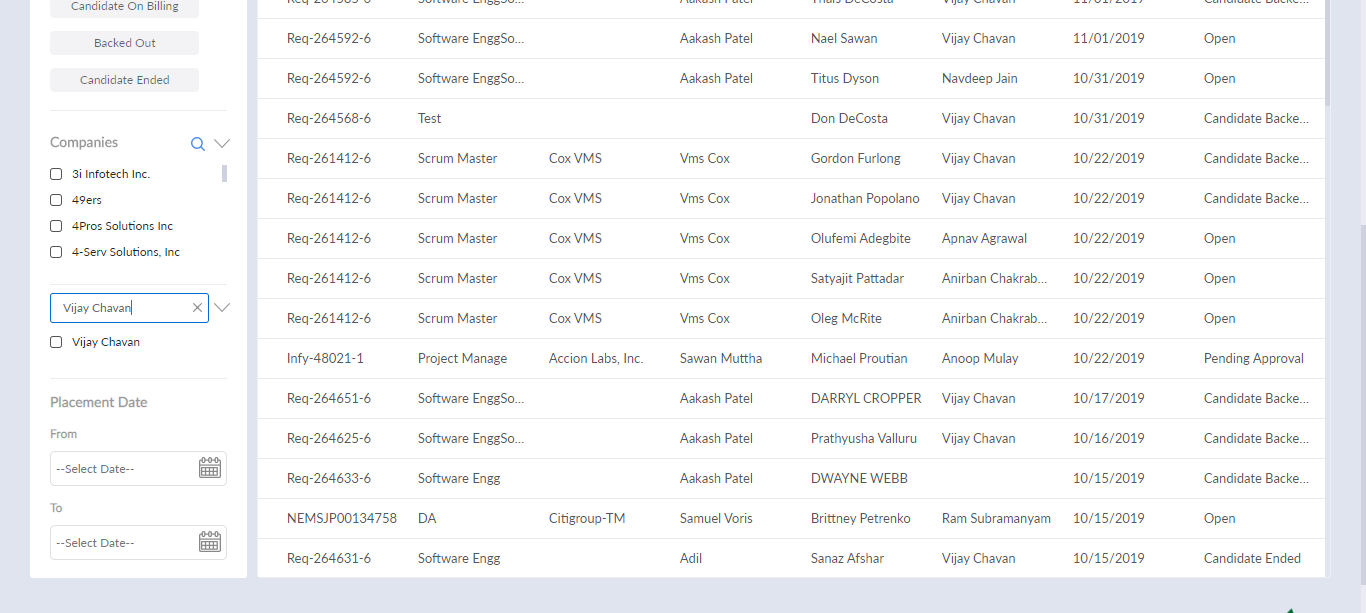 Candidate On Billing
Backed Out
Candidate Ended
Companies
3i Infotech Inc.
49ers
4Pros Solutions Inc
4-Serv Solutions, Inc
Vijay Chavan
Vijay Chavan
Placement Date
From
--Select Date--
To
--Select Date--
Req-264592-6 Software EnggSo... Aakash Patel Nael Sawan Vijay Chavan 11/01/2019 Open
Req-264592-6 Software EnggSo... Aakash Patel Titus Dyson Navdeep Jain 10/31/2019 Open
Req-264568-6 Test Don DeCosta Vijay Chavan 10/31/2019 Candidate Backe...
Req-261412-6 Scrum Master Cox VMS Vms Cox Gordon Furlong Vijay Chavan 10/22/2019 Candidate Backe...
Req-261412-6 Scrum Master Cox VMS Vms Cox Jonathan Popolano Vijay Chavan 10/22/2019 Candidate Backe...
Req-261412-6 Scrum Master Cox VMS Vms Cox Olufemi Adegbite Apnav Agrawal 10/22/2019 Open
Req-261412-6 Scrum Master Cox VMS Vms Cox Satyajit Pattadar Anirban Chakrab... 10/22/2019 Open
Req-261412-6 Scrum Master Cox VMS Vms Cox Oleg McRite Anirban Chakrab... 10/22/2019 Open
Infy-48021-1 Project Manage Accion Labs, Inc. Sawan Muttha Michael Proutian Anoop Mulay 10/22/2019 Pending Approval
Req-264651-6 Software EnggSo... Aakash Patel DARRYL CROPPER Vijay Chavan 10/17/2019 Candidate Backe...
Req-264625-6 Software EnggSo... Aakash Patel Prathyusha Valluru Vijay Chavan 10/16/2019 Candidate Backe...
Req-264633-6 Software Engg Aakash Patel DWAYNE WEBB 10/15/2019 Candidate Backe...
NEMSJP00134758 DA Citigroup-TM Samuel Voris Brittney Petrenko Ram Subramanyam 10/15/2019 Open
Req-264631-6 Software Engg Adil Sanaz Afshar Vijay Chavan 10/15/2019 Candidate Ended